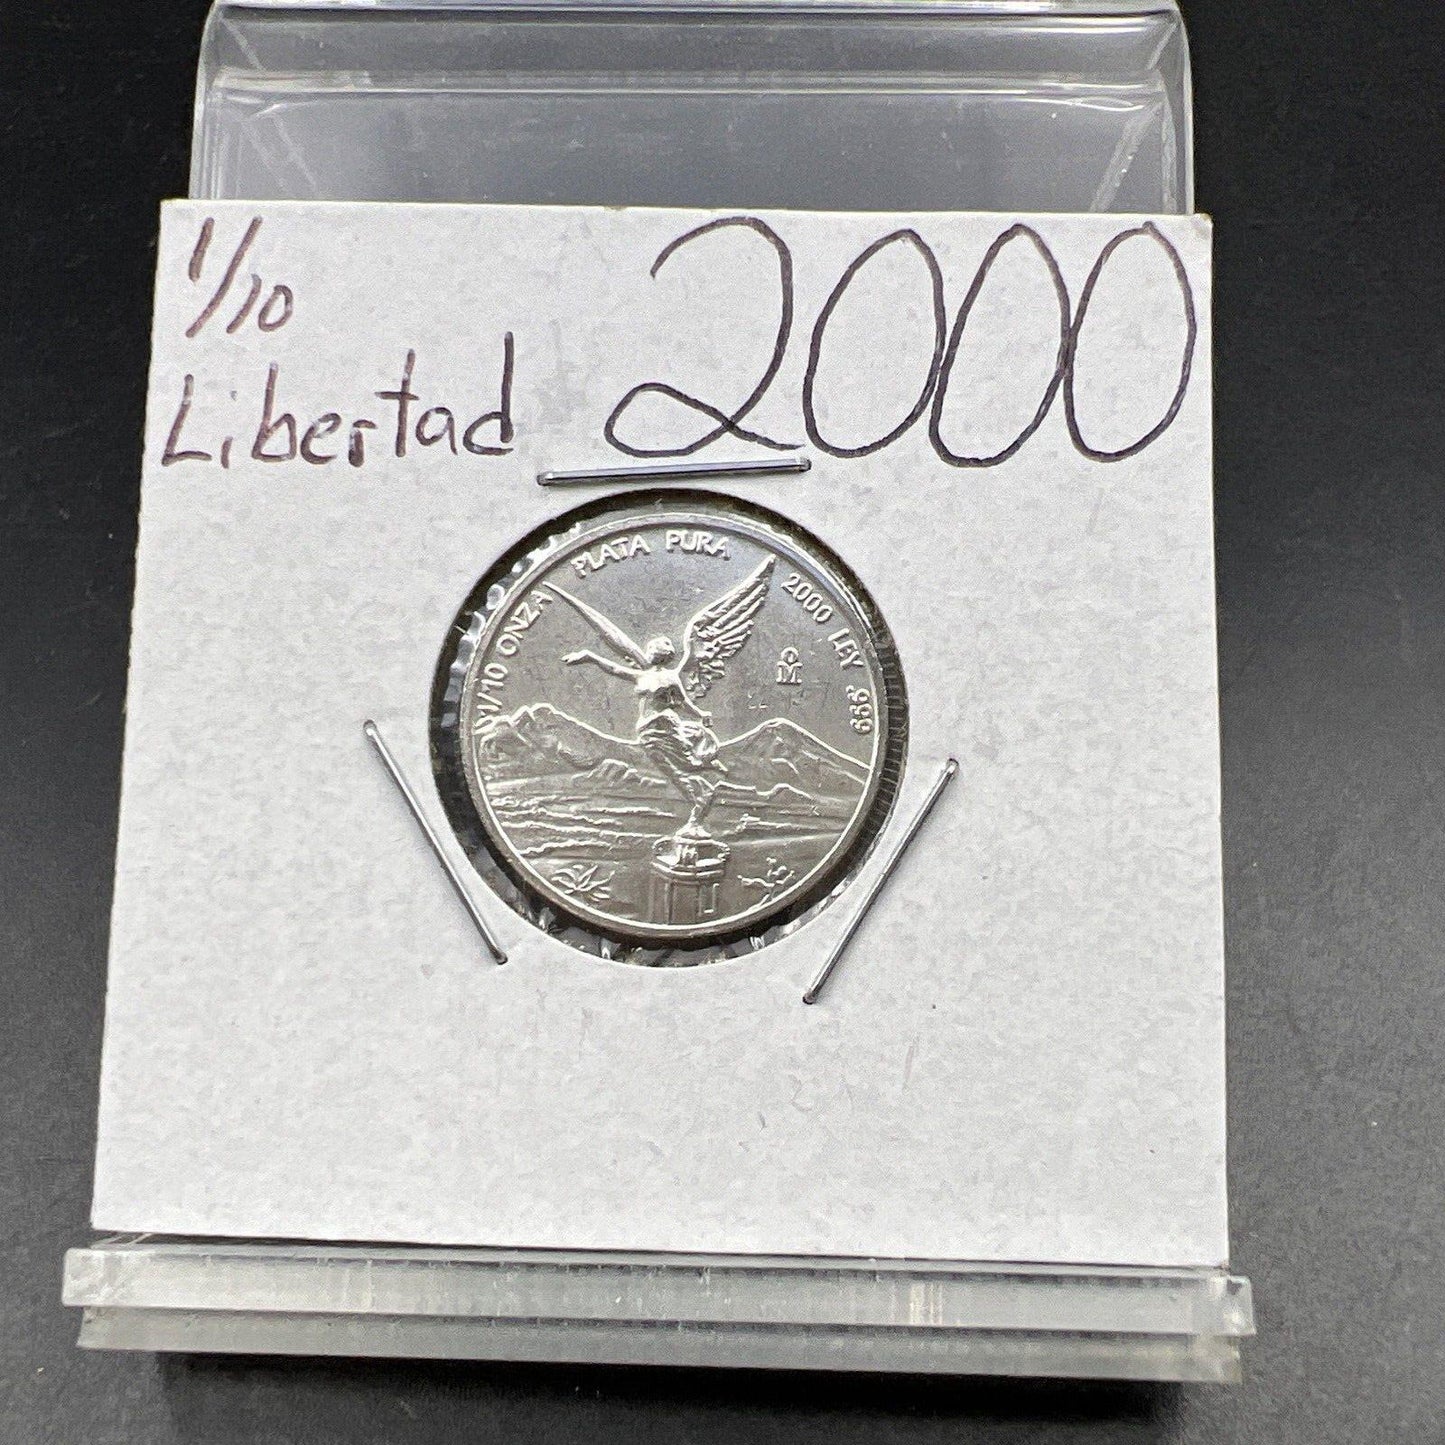 1/10
Libertad 2000
1/10 ONZA PLATA PURA 2000 LEY .999
M